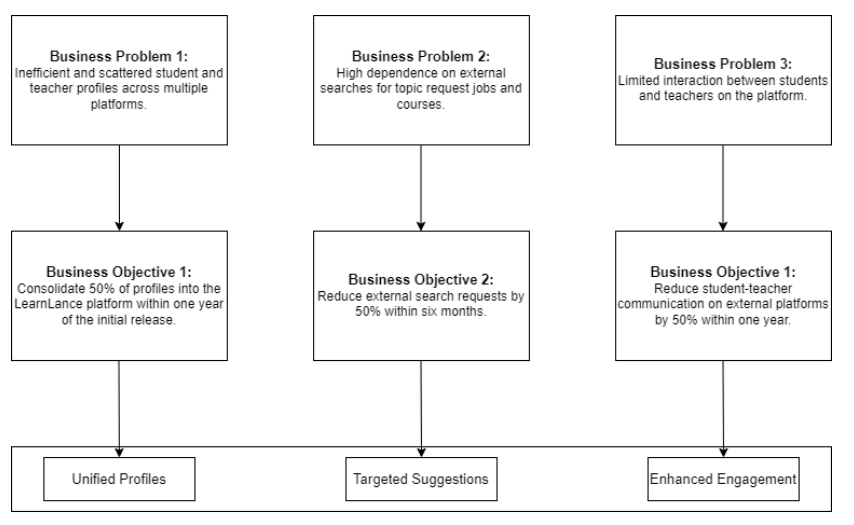 Business Problem 1:
Inefficient and scattered student and
teacher profiles across multiple
platforms.
Business Problem 2:
High dependence on external
searches for topic request jobs and
courses.
Business Problem 3:
Limited interaction between students
and teachers on the platform.
Business Objective 1:
Consolidate 50% of profiles into the
LearnLance platform within one year
of the initial release.
Business Objective 2:
Reduce external search requests by
50% within six months.
Business Objective 1:
Reduce student-teacher
communication on external platforms
by 50% within one year.
Unified Profiles
Targeted Suggestions
Enhanced Engagement